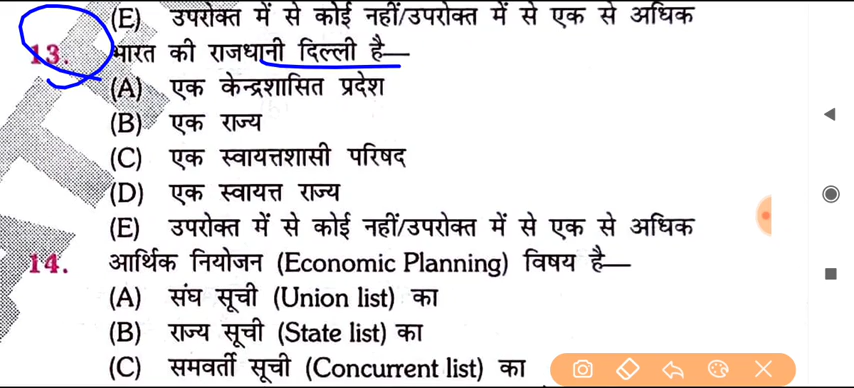 (E) उपरोक्त में से कोई नहीं/उपरोक्त में से एक से अधिक
13. भारत की राजधानी दिल्ली है—
(A) एक केन्द्रशासित प्रदेश
(B) एक राज्य
(C) एक स्वायत्तशासी परिषद
(D) एक स्वायत्त राज्य
(E) उपरोक्त में से कोई नहीं/उपरोक्त में से एक से अधिक
14. आर्थिक नियोजन (Economic Planning) विषय है—
(A) संघ सूची (Union list) का
(B) राज्य सूची (State list) का
(C) समवर्ती सूची (Concurrent list) का